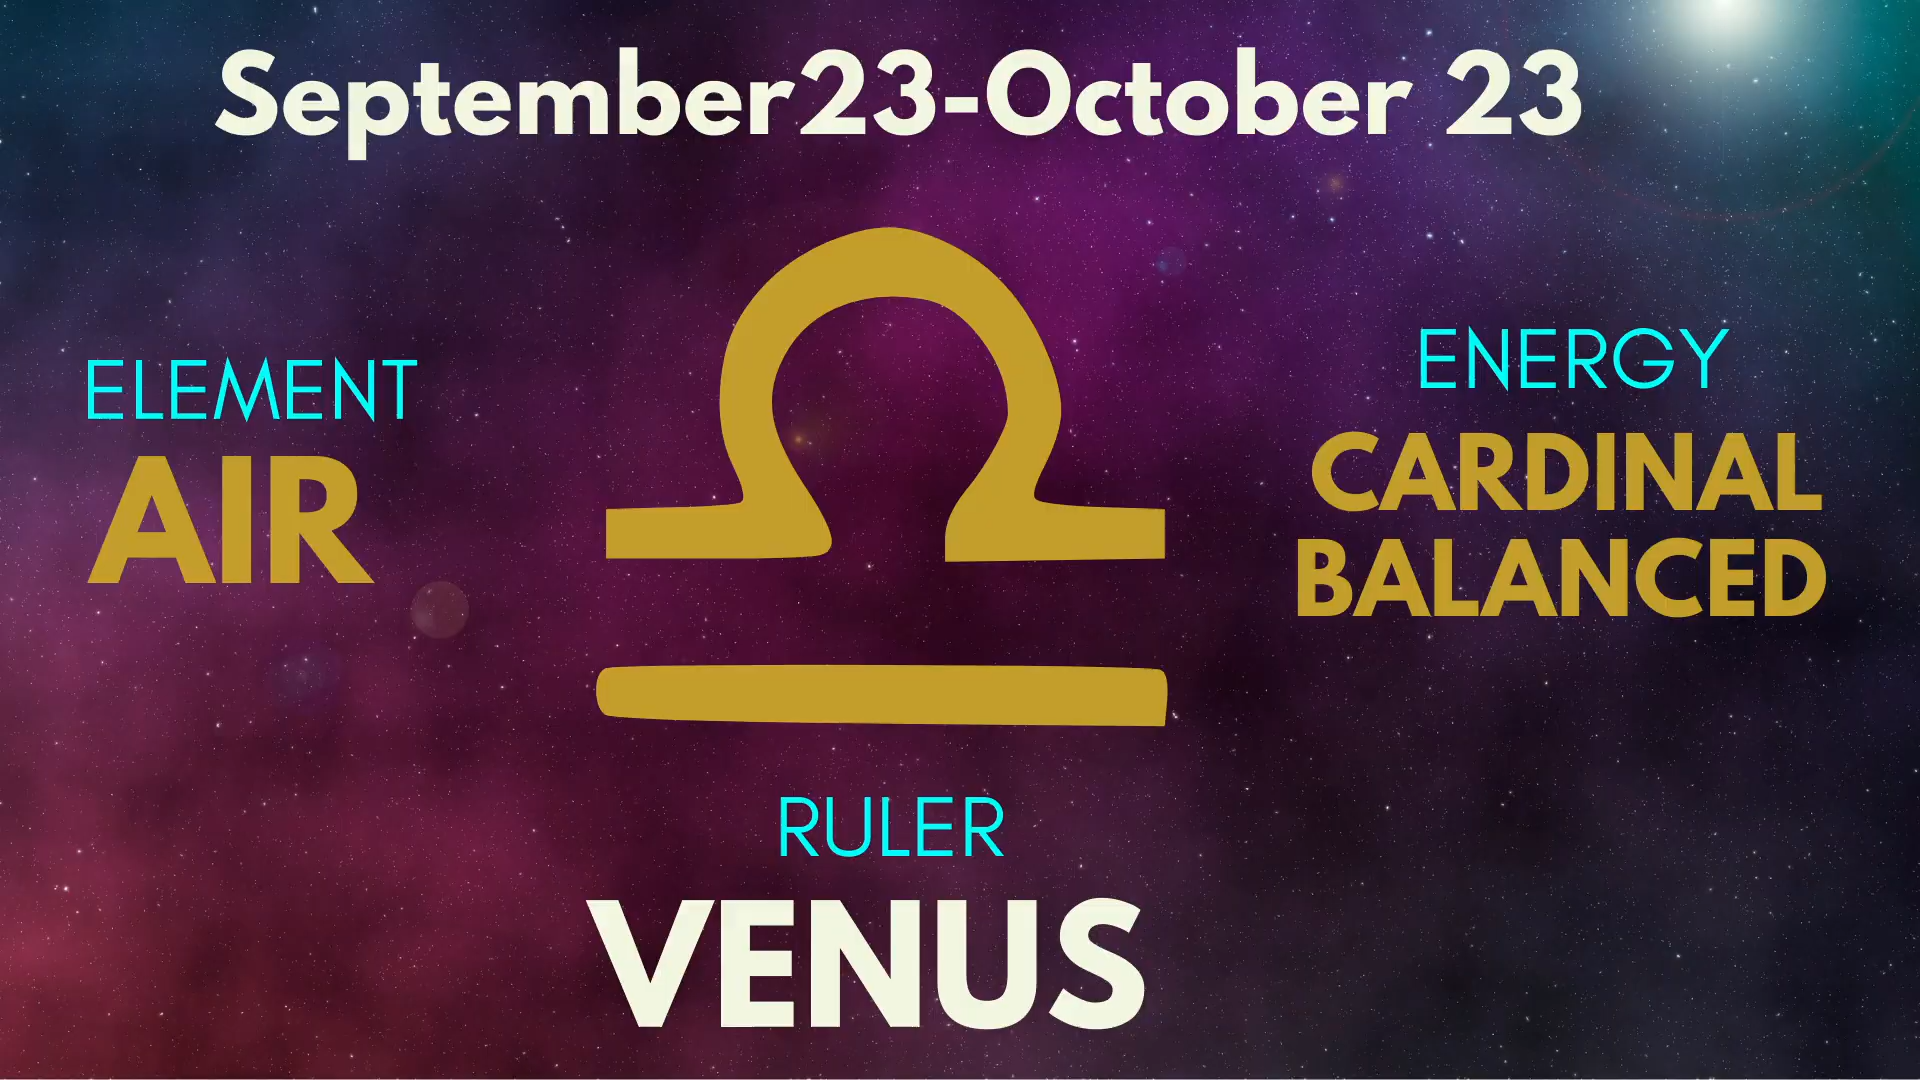 September23-October 23
ELEMENT
AIR
ENERGY
CARDINAL
BALANCED
RULER
VENUS